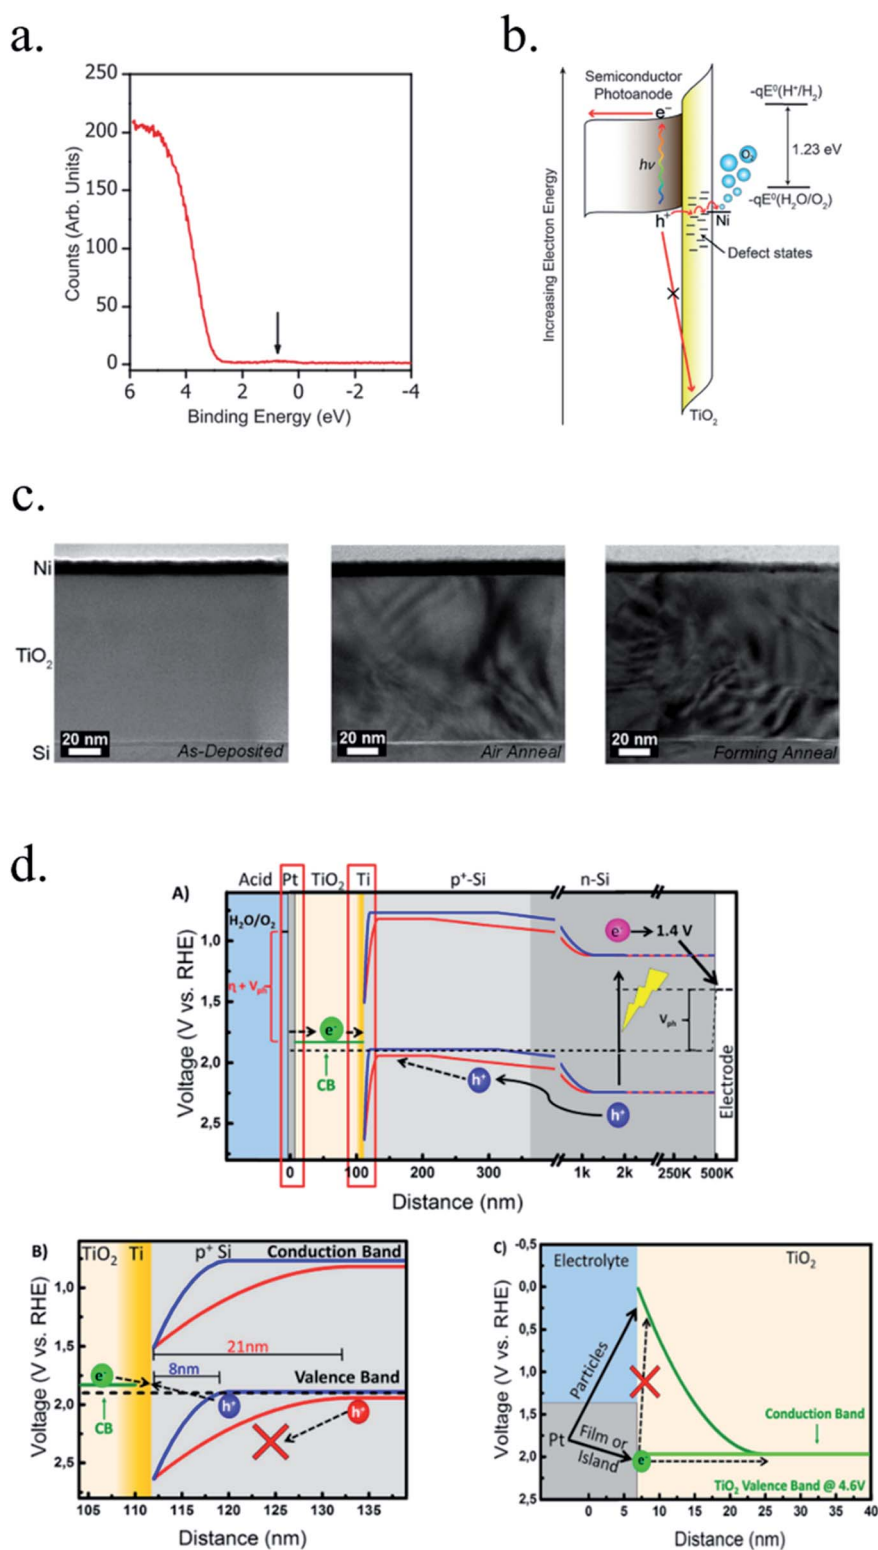 a.
250
200
150
100
50
0
Counts (Arb. Units)
6 4 2 0 -2 -4
Binding Energy (eV)
b.
Increasing Electron Energy
Semiconductor
Photoanode
e⁻
hν
h⁺
-qE⁰(H⁺/H₂)
1.23 eV
O₂
-qE⁰(H₂O/O₂)
Ni
Defect states
TiO₂
c.
Ni
TiO₂
Si
20 nm
As-Deposited
20 nm
Air Anneal
20 nm
Forming Anneal
d.
A)
Acid Pt TiO₂ Ti p⁺-Si n-Si
H₂O/O₂
η + Vₚₕ
e⁻
CB
h⁺
h⁺
e⁻
1.4 V
Vₚₕ
Electrode
1,0
1,5
2,0
2,5
Voltage (V vs. RHE)
0 100 200 300 1k 2k 250K 500K
Distance (nm)
B)
TiO₂ Ti p⁺ Si Conduction Band
21nm
8nm
Valence Band
e⁻
CB
h⁺
h⁺
1,0
1,5
2,0
2,5
Voltage (V vs. RHE)
105 110 115 120 125 130 135
Distance (nm)
C)
Electrolyte TiO₂
Particles
Pt
Film or
Island
e⁻
Conduction Band
TiO₂ Valence Band @ 4.6V
-0,5
0,0
0,5
1,0
1,5
2,0
2,5
Voltage (V vs. RHE)
0 5 10 15 20 25 30 35 40
Distance (nm)